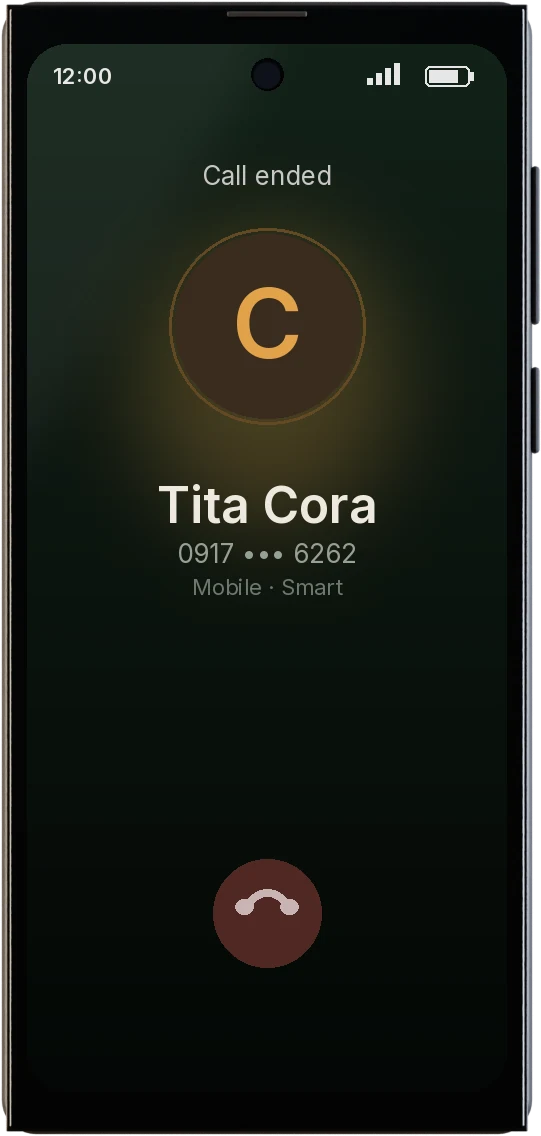 12:00
Call ended
C
Tita Cora
0917 ••• 6262
Mobile · Smart